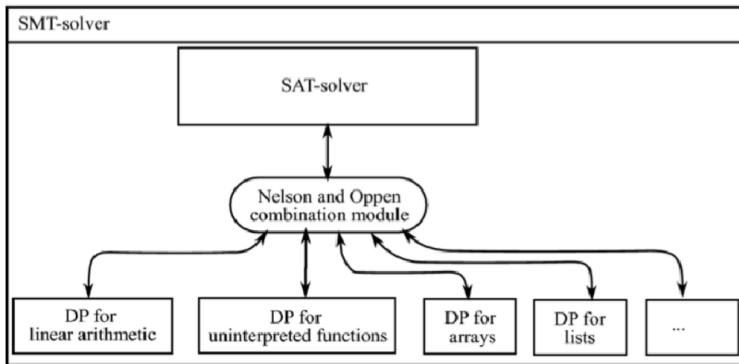 SMT-solver
SAT-solver
Nelson and Oppen
combination module
DP for
linear arithmetic
DP for
uninterpreted functions
DP for
arrays
DP for
lists
...